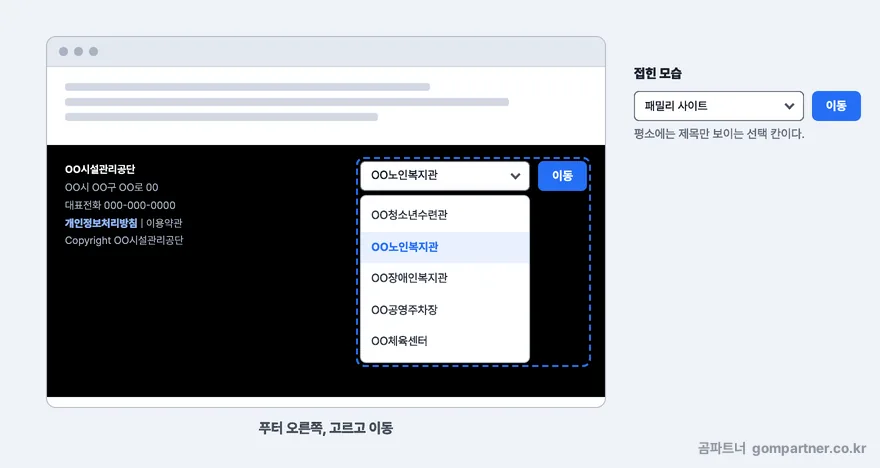 접힌 모습
패밀리 사이트
이동
평소에는 제목만 보이는 선택 칸이다.
OO시설관리공단
OO시 OO구 OO로 00
대표전화 000-000-0000
개인정보처리방침 | 이용약관
Copyright OO시설관리공단
OO노인복지관
이동
OO청소년수련관
OO노인복지관
OO장애인복지관
OO공영주차장
OO체육센터
푸터 오른쪽, 고르고 이동
곰파트너 gompartner.co.kr